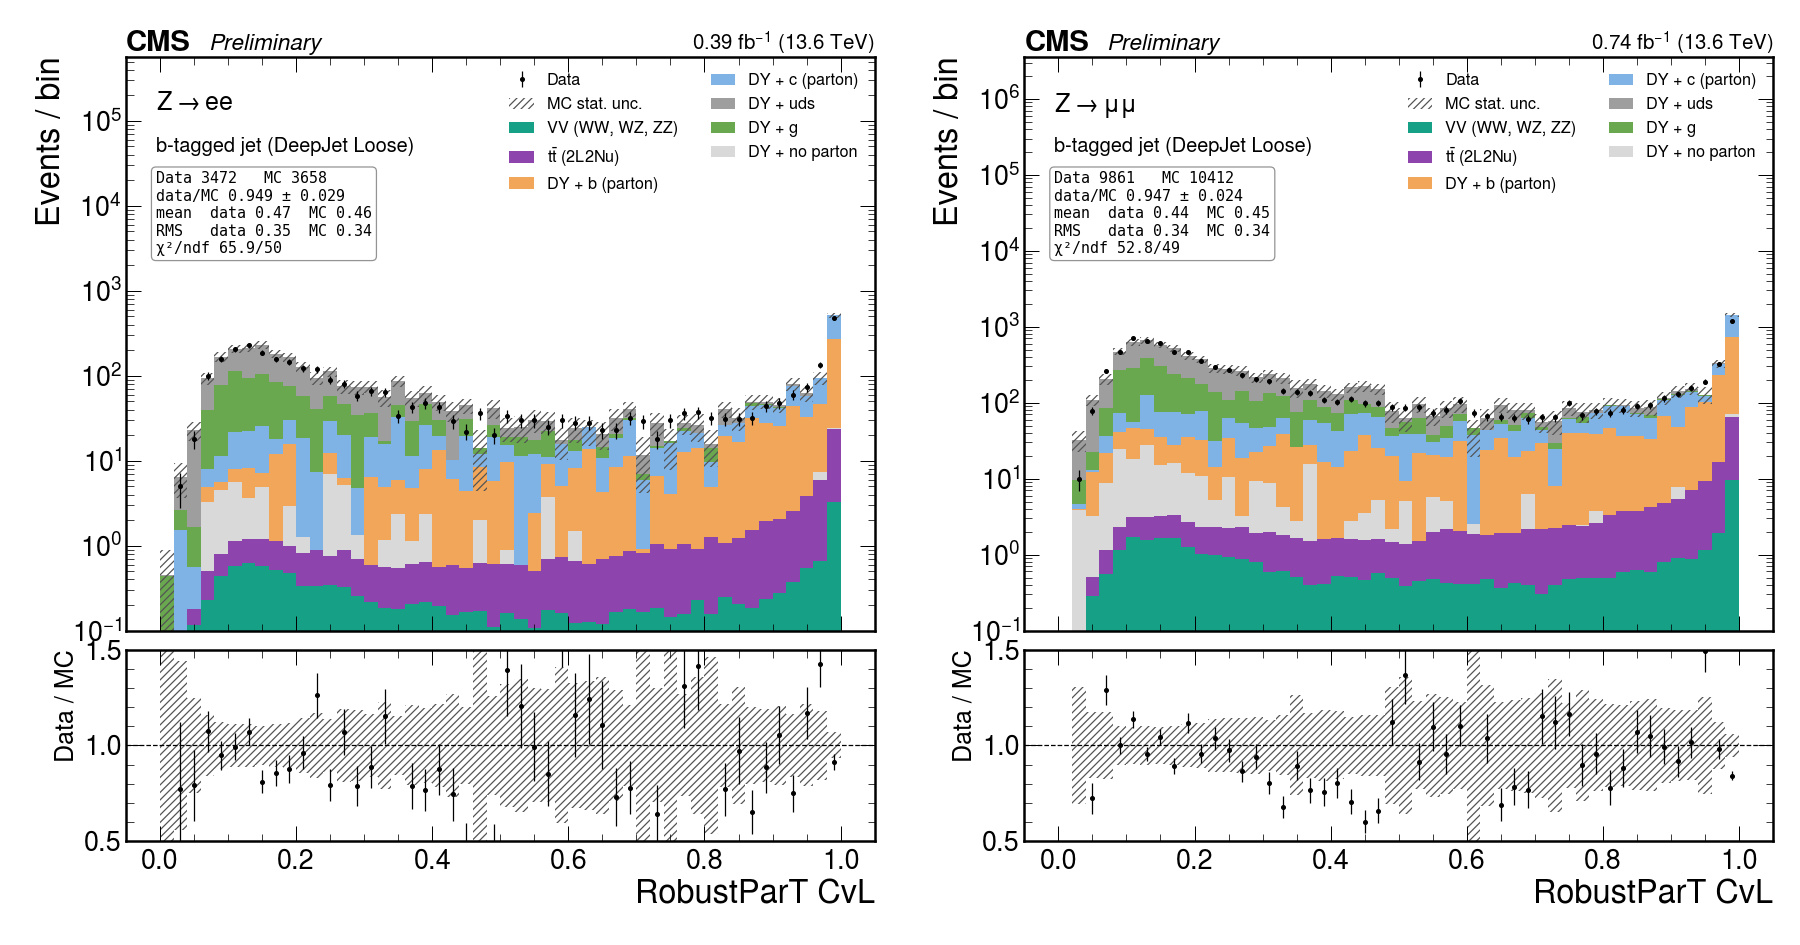 CMS Preliminary 0.39 fb⁻¹ (13.6 TeV)
Events / bin
Z → ee
b-tagged jet (DeepJet Loose)
Data 3472 MC 3658
data/MC 0.949 ± 0.029
mean data 0.47 MC 0.46
RMS data 0.35 MC 0.34
χ²/ndf 65.9/50
Data
MC stat. unc.
VV (WW, WZ, ZZ)
tt̄ (2L2Nu)
DY + b (parton)
DY + c (parton)
DY + uds
DY + g
DY + no parton
10⁵
10⁴
10³
10²
10¹
10⁰
10⁻¹
Data / MC
1.5
1.0
0.5
0.0 0.2 0.4 0.6 0.8 1.0
RobustParT CvL
CMS Preliminary 0.74 fb⁻¹ (13.6 TeV)
Events / bin
Z → μμ
b-tagged jet (DeepJet Loose)
Data 9861 MC 10412
data/MC 0.947 ± 0.024
mean data 0.44 MC 0.45
RMS data 0.34 MC 0.34
χ²/ndf 52.8/49
Data
MC stat. unc.
VV (WW, WZ, ZZ)
tt̄ (2L2Nu)
DY + b (parton)
DY + c (parton)
DY + uds
DY + g
DY + no parton
10⁶
10⁵
10⁴
10³
10²
10¹
10⁰
10⁻¹
Data / MC
1.5
1.0
0.5
0.0 0.2 0.4 0.6 0.8 1.0
RobustParT CvL